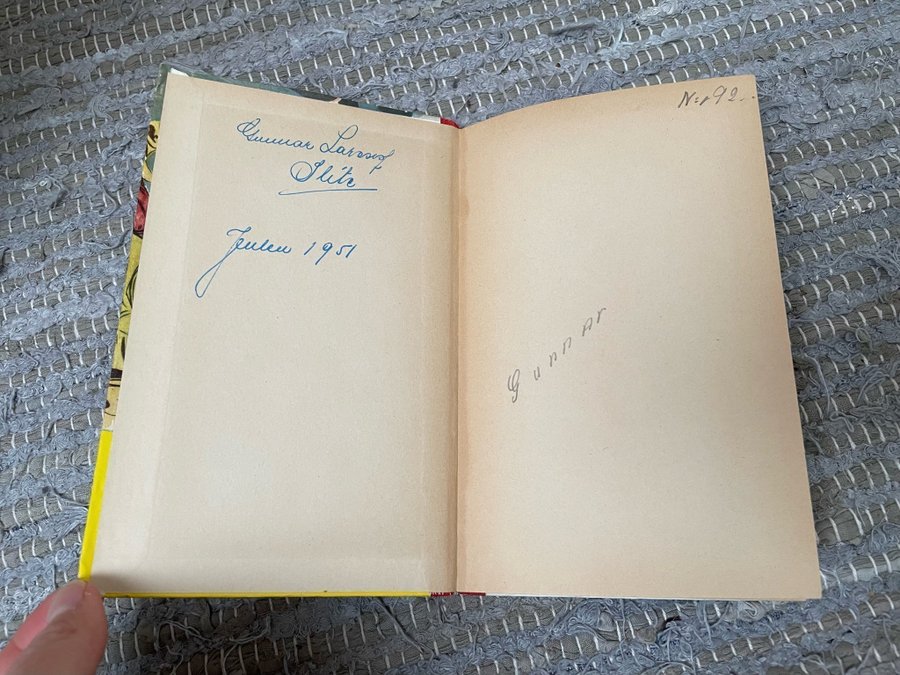 Gunnar Larsson
Slite
Julen 1951
N:r 92.
Gunnar